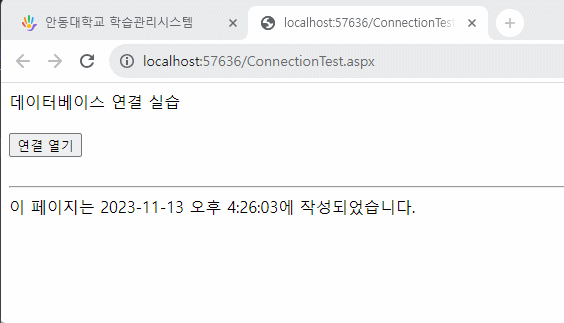 안동대학교 학습관리시스템
localhost:57636/ConnectionTest
localhost:57636/ConnectionTest.aspx
데이터베이스 연결 실습
연결 열기
이 페이지는 2023-11-13 오후 4:26:03에 작성되었습니다.